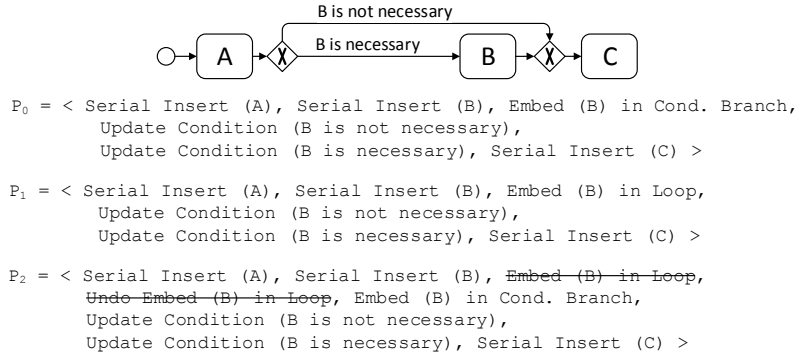 B is not necessary
A X B is necessary B X C
P0 = < Serial Insert (A), Serial Insert (B), Embed (B) in Cond. Branch,
Update Condition (B is not necessary),
Update Condition (B is necessary), Serial Insert (C) >
P1 = < Serial Insert (A), Serial Insert (B), Embed (B) in Loop,
Update Condition (B is not necessary),
Update Condition (B is necessary), Serial Insert (C) >
P2 = < Serial Insert (A), Serial Insert (B), Embed (B) in Loop,
Undo Embed (B) in Loop, Embed (B) in Cond. Branch,
Update Condition (B is not necessary),
Update Condition (B is necessary), Serial Insert (C) >